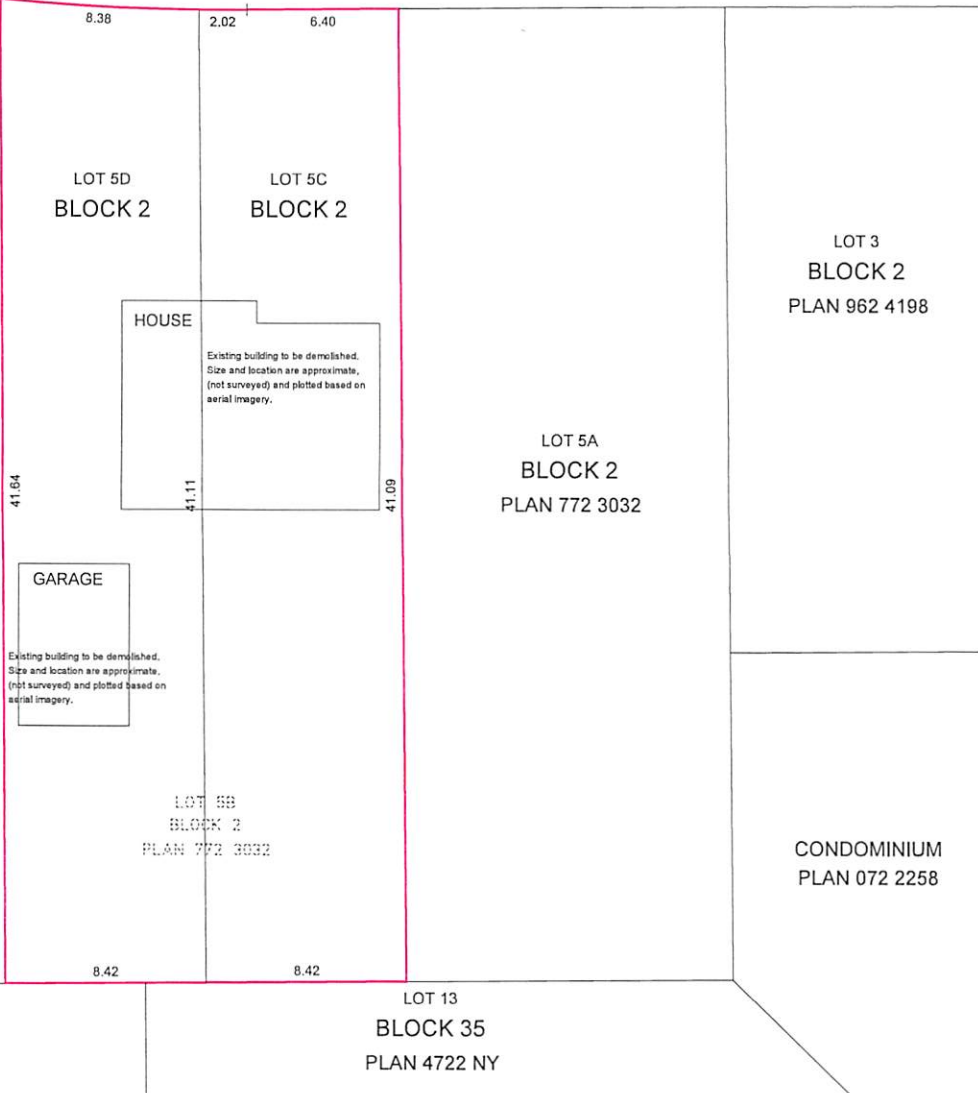 8.38
2.02
6.40
LOT 5D
BLOCK 2
LOT 5C
BLOCK 2
LOT 3
BLOCK 2
PLAN 962 4198
HOUSE
Existing building to be demolished.
Size and location are approximate,
(not surveyed) and plotted based on
aerial imagery.
LOT 5A
BLOCK 2
PLAN 772 3032
41.64
41.11
41.09
GARAGE
Existing building to be demolished.
Size and location are approximate,
(not surveyed) and plotted based on
aerial imagery.
LOT 5B
BLOCK 2
PLAN 772 3032
CONDOMINIUM
PLAN 072 2258
8.42
8.42
LOT 13
BLOCK 35
PLAN 4722 NY